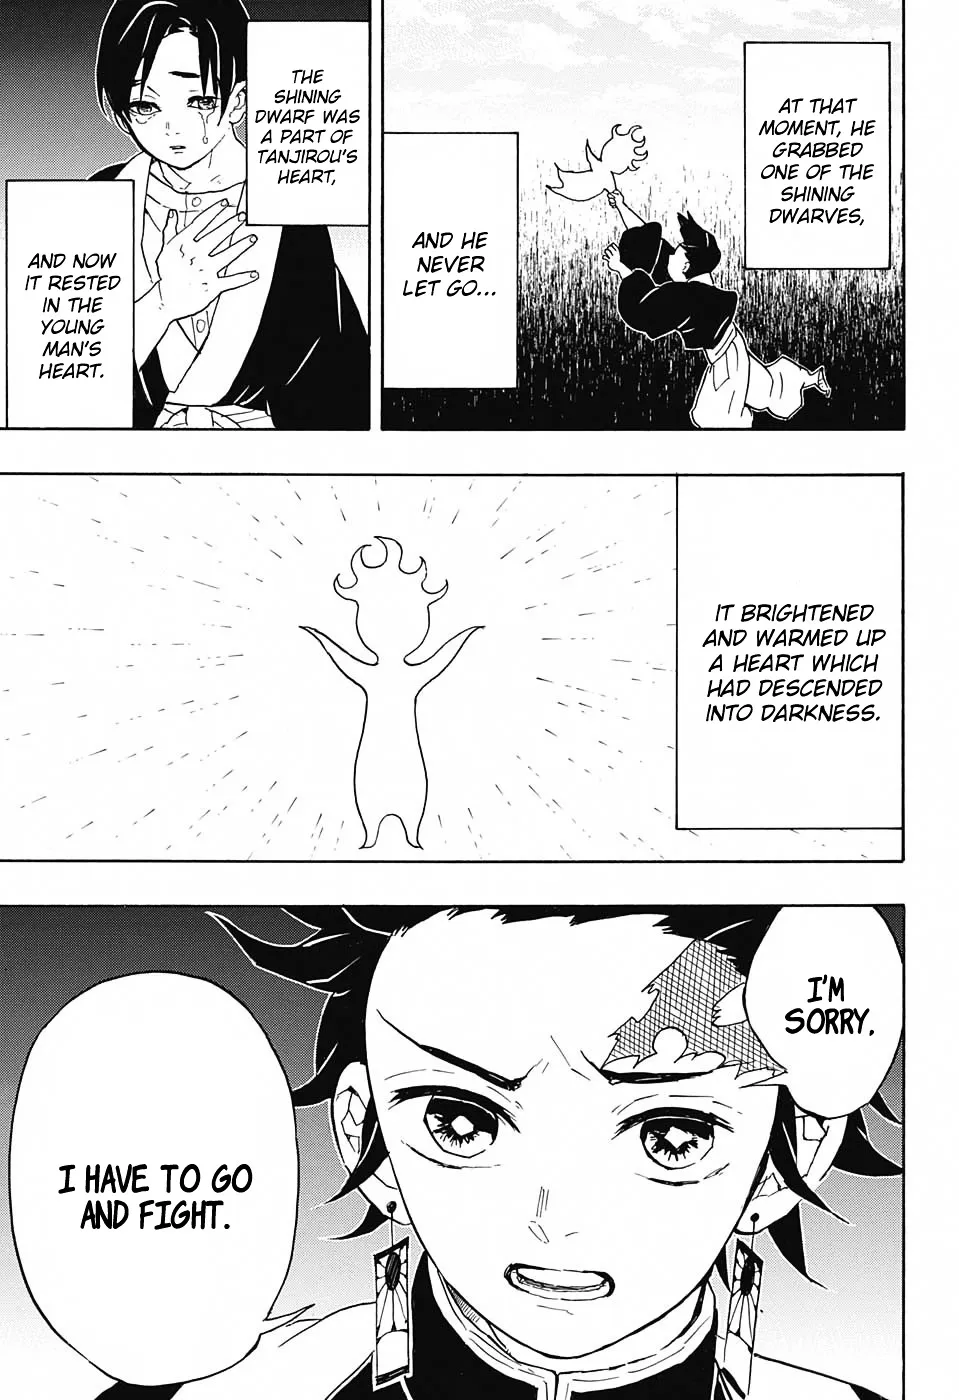 AT THAT
MOMENT, HE
GRABBED
ONE OF THE
SHINING
DWARVES,
AND HE
NEVER
LET GO...
THE
SHINING
DWARF WAS
A PART OF
TANJIROU'S
HEART,
AND NOW
IT RESTED
IN THE
YOUNG
MAN'S
HEART.
IT BRIGHTENED
AND WARMED UP
A HEART WHICH
HAD DESCENDED
INTO DARKNESS.
I'M
SORRY.
I HAVE TO GO
AND FIGHT.